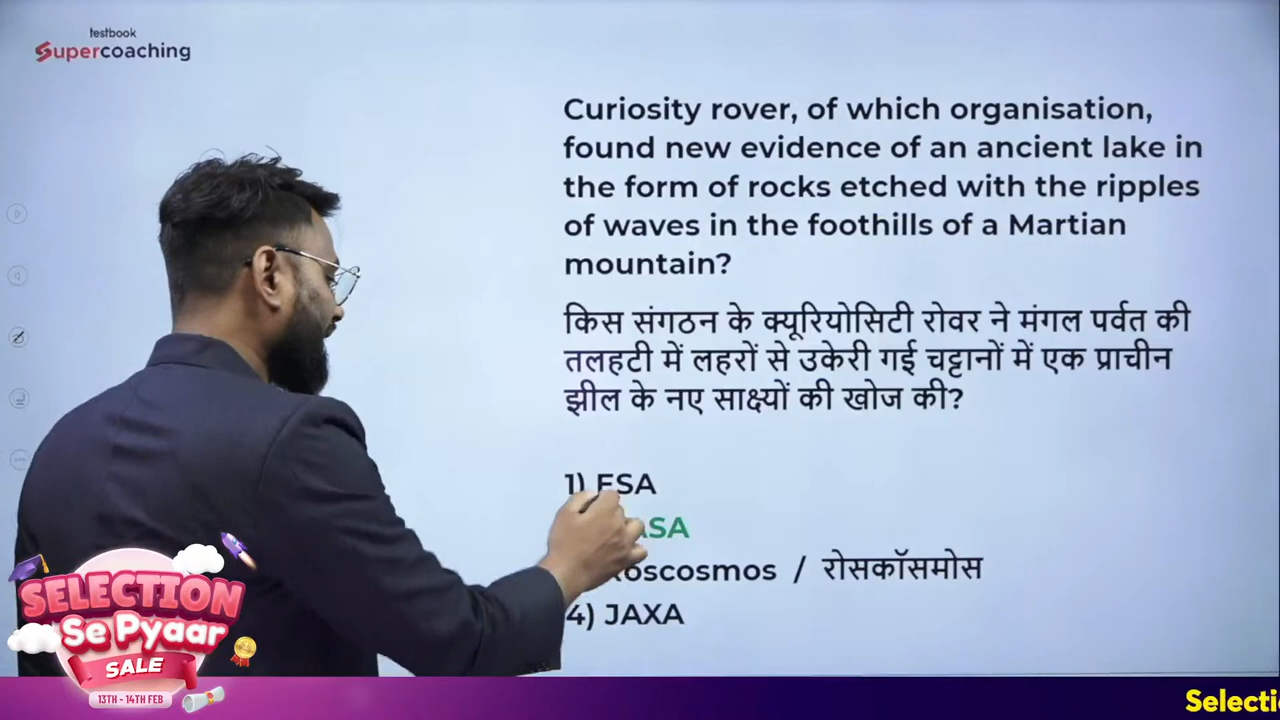 testbook
Supercoaching
Curiosity rover, of which organisation,
found new evidence of an ancient lake in
the form of rocks etched with the ripples
of waves in the foothills of a Martian
mountain?
किस संगठन के क्यूरियोसिटी रोवर ने मंगल पर्वत की
तलहटी में लहरों से उकेरी गई चट्टानों में एक प्राचीन
झील के नए साक्ष्यों की खोज की?
1) ESA
ASA
Roscosmos / रोसकॉसमोस
4) JAXA
SELECTION
Se Pyaar
SALE
13TH - 14TH FEB
Selecti